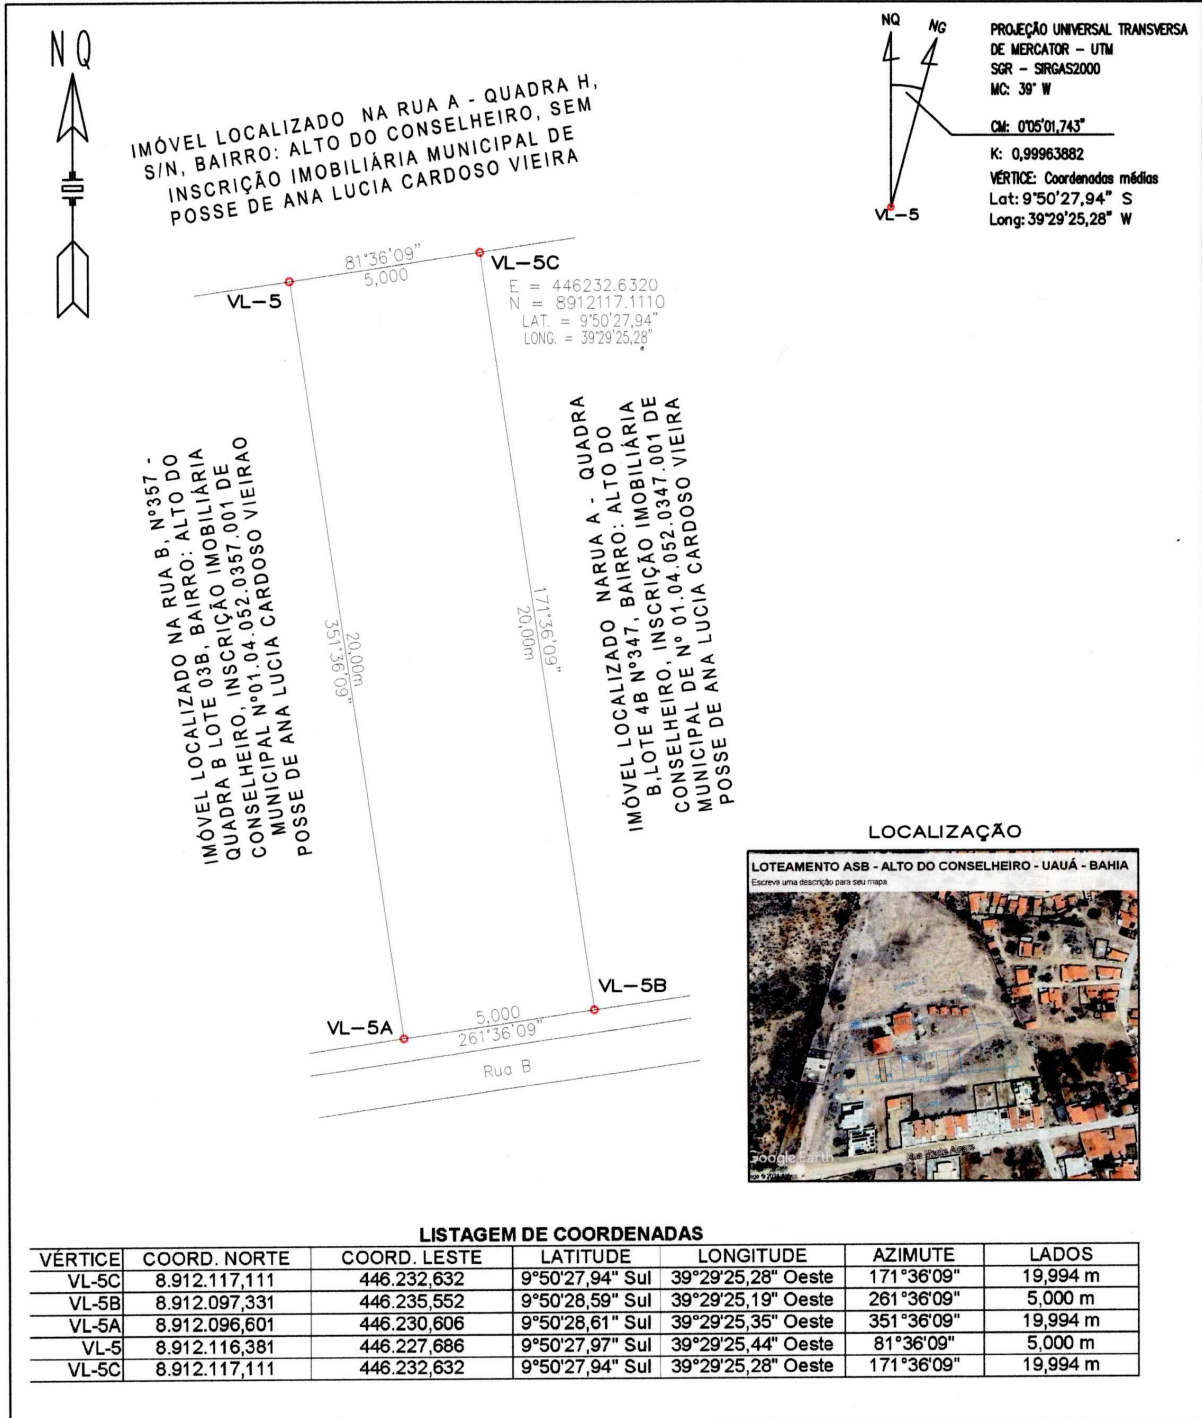 NQ
IMÓVEL LOCALIZADO NA RUA A - QUADRA H,
S/N, BAIRRO: ALTO DO CONSELHEIRO, SEM
INSCRIÇÃO IMOBILIÁRIA MUNICIPAL DE
POSSE DE ANA LUCIA CARDOSO VIEIRA
NQ
NG
VL-5
PROJEÇÃO UNIVERSAL TRANSVERSA
DE MERCATOR - UTM
SGR - SIRGAS2000
MC: 39° W
CM: 0°05'01,743"
K: 0,99963882
VÉRTICE: Coordenadas médias
Lat: 9°50'27,94" S
Long: 39°29'25,28" W
81°36'09"
5,000
VL-5
VL-5C
E = 446232.6320
N = 8912117.1110
LAT. = 9°50'27,94"
LONG. = 39°29'25,28"
IMÓVEL LOCALIZADO NA RUA B, Nº357 -
QUADRA B LOTE 03B, BAIRRO: ALTO DO
CONSELHEIRO, INSCRIÇÃO IMOBILIÁRIA
MUNICIPAL Nº01.04.052.0357.001 DE
POSSE DE ANA LUCIA CARDOSO VIEIRAO
20,00m
351°36'09"
171°36'09"
20,00m
IMÓVEL LOCALIZADO NARUA A - QUADRA
B,LOTE 4B Nº347, BAIRRO: ALTO DO
CONSELHEIRO, INSCRIÇÃO IMOBILIÁRIA
MUNICIPAL DE Nº 01.04.052.0347.001 DE
POSSE DE ANA LUCIA CARDOSO VIEIRA
VL-5A
5,000
261°36'09"
VL-5B
Rua B
LOCALIZAÇÃO
LOTEAMENTO ASB - ALTO DO CONSELHEIRO - UAUÁ - BAHIA
Escreva uma descrição para seu mapa
Google Earth
LISTAGEM DE COORDENADAS
VÉRTICE COORD. NORTE COORD. LESTE LATITUDE LONGITUDE AZIMUTE LADOS
VL-5C 8.912.117,111 446.232,632 9°50'27,94" Sul 39°29'25,28" Oeste 171°36'09" 19,994 m
VL-5B 8.912.097,331 446.235,552 9°50'28,59" Sul 39°29'25,19" Oeste 261°36'09" 5,000 m
VL-5A 8.912.096,601 446.230,606 9°50'28,61" Sul 39°29'25,35" Oeste 351°36'09" 19,994 m
VL-5 8.912.116,381 446.227,686 9°50'27,97" Sul 39°29'25,44" Oeste 81°36'09" 5,000 m
VL-5C 8.912.117,111 446.232,632 9°50'27,94" Sul 39°29'25,28" Oeste 171°36'09" 19,994 m